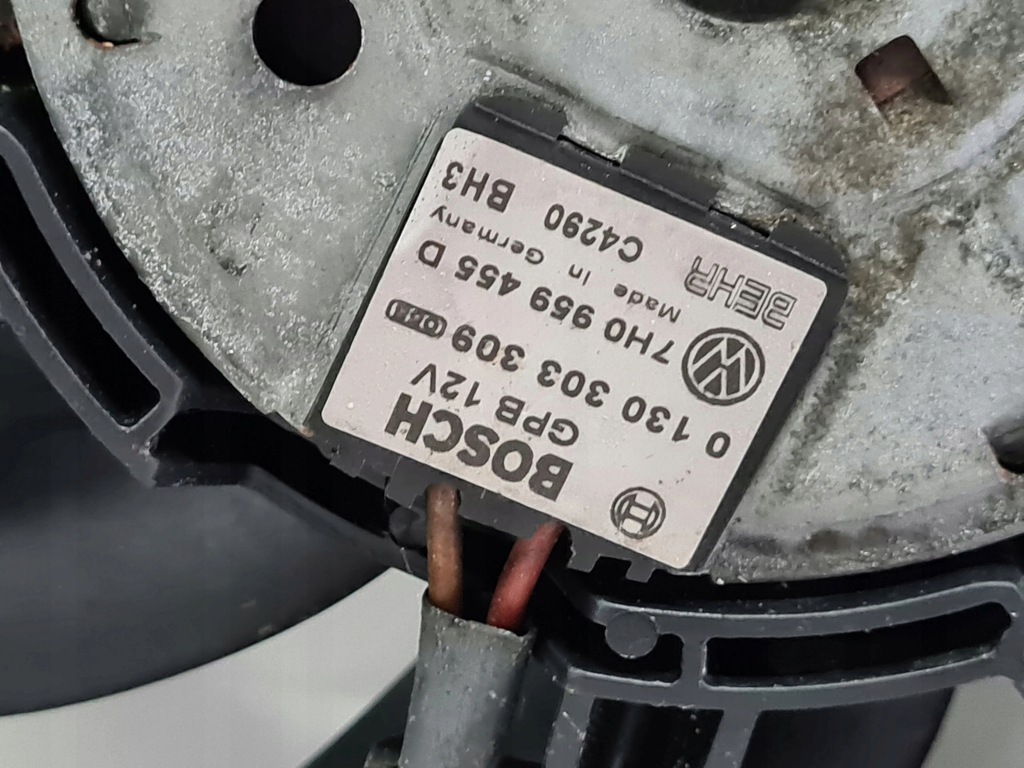 BOSCH
GPB 12V
0 130 303 309
7H0 959 455 D
Made in Germany
BEHR C4290 BH3